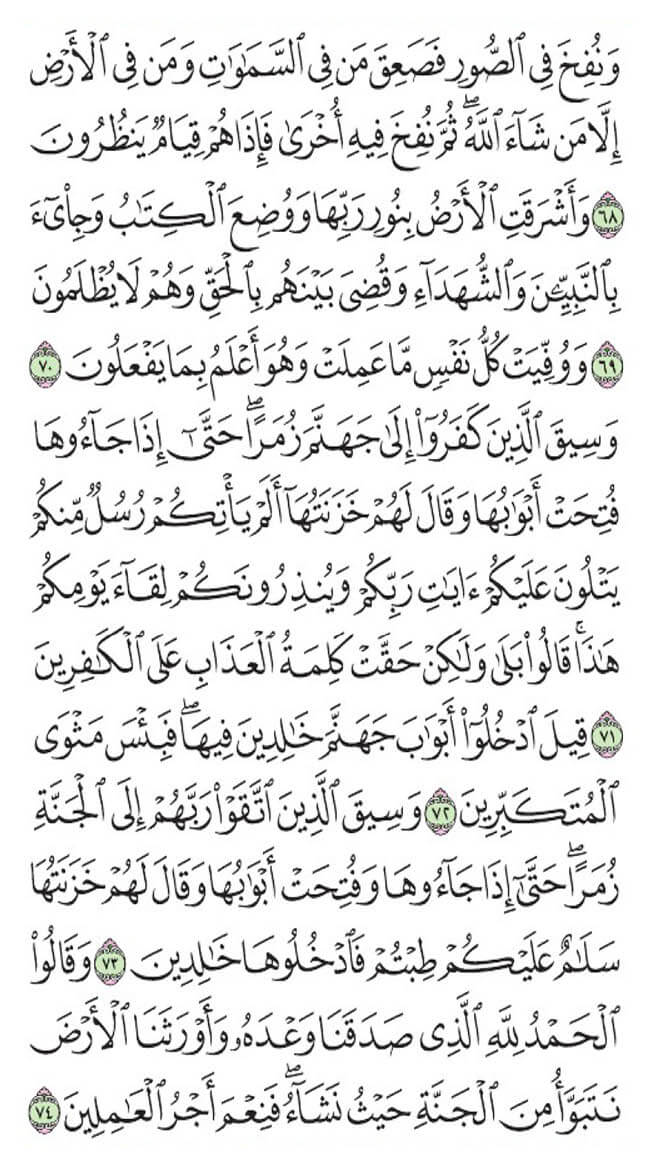 وَنُفِخَ فِي ٱلصُّورِ فَصَعِقَ مَن فِي ٱلسَّمَٰوَٰتِ وَمَن فِي ٱلْأَرْضِ
إِلَّا مَن شَآءَ ٱللَّهُۖ ثُمَّ نُفِخَ فِيهِ أُخْرَىٰ فَإِذَا هُمْ قِيَامٌ يَنظُرُونَ
٦٨ وَأَشْرَقَتِ ٱلْأَرْضُ بِنُورِ رَبِّهَا وَوُضِعَ ٱلْكِتَٰبُ وَجِا۟يٓءَ
بِٱلنَّبِيِّـۧنَ وَٱلشُّهَدَآءِ وَقُضِيَ بَيْنَهُم بِٱلْحَقِّ وَهُمْ لَا يُظْلَمُونَ
٦٩ وَوُفِّيَتْ كُلُّ نَفْسٍ مَّا عَمِلَتْ وَهُوَ أَعْلَمُ بِمَا يَفْعَلُونَ ٧٠
وَسِيقَ ٱلَّذِينَ كَفَرُوٓا۟ إِلَىٰ جَهَنَّمَ زُمَرًاۖ حَتَّىٰٓ إِذَا جَآءُوهَا
فُتِحَتْ أَبْوَٰبُهَا وَقَالَ لَهُمْ خَزَنَتُهَآ أَلَمْ يَأْتِكُمْ رُسُلٌ مِّنكُمْ
يَتْلُونَ عَلَيْكُمْ ءَايَٰتِ رَبِّكُمْ وَيُنذِرُونَكُمْ لِقَآءَ يَوْمِكُمْ
هَٰذَاۚ قَالُوا۟ بَلَىٰ وَلَٰكِنْ حَقَّتْ كَلِمَةُ ٱلْعَذَابِ عَلَى ٱلْكَٰفِرِينَ
٧١ قِيلَ ٱدْخُلُوٓا۟ أَبْوَٰبَ جَهَنَّمَ خَٰلِدِينَ فِيهَاۖ فَبِئْسَ مَثْوَى
ٱلْمُتَكَبِّرِينَ ٧٢ وَسِيقَ ٱلَّذِينَ ٱتَّقَوْا۟ رَبَّهُمْ إِلَى ٱلْجَنَّةِ
زُمَرًاۖ حَتَّىٰٓ إِذَا جَآءُوهَا وَفُتِحَتْ أَبْوَٰبُهَا وَقَالَ لَهُمْ خَزَنَتُهَا
سَلَٰمٌ عَلَيْكُمْ طِبْتُمْ فَٱدْخُلُوهَا خَٰلِدِينَ ٧٣ وَقَالُوا۟
ٱلْحَمْدُ لِلَّهِ ٱلَّذِي صَدَقَنَا وَعْدَهُۥ وَأَوْرَثَنَا ٱلْأَرْضَ
نَتَبَوَّأُ مِنَ ٱلْجَنَّةِ حَيْثُ نَشَآءُۖ فَنِعْمَ أَجْرُ ٱلْعَٰمِلِينَ ٧٤